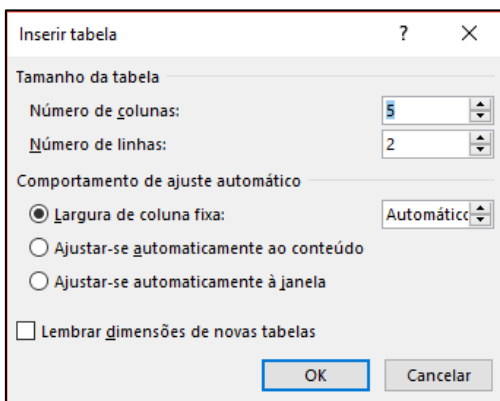 Inserir tabela ?
Tamanho da tabela
Número de colunas: 5
Número de linhas: 2
Comportamento de ajuste automático
Largura de coluna fixa: Automátic
Ajustar-se automaticamente ao conteúdo
Ajustar-se automaticamente à janela
Lembrar dimensões de novas tabelas
OK Cancelar